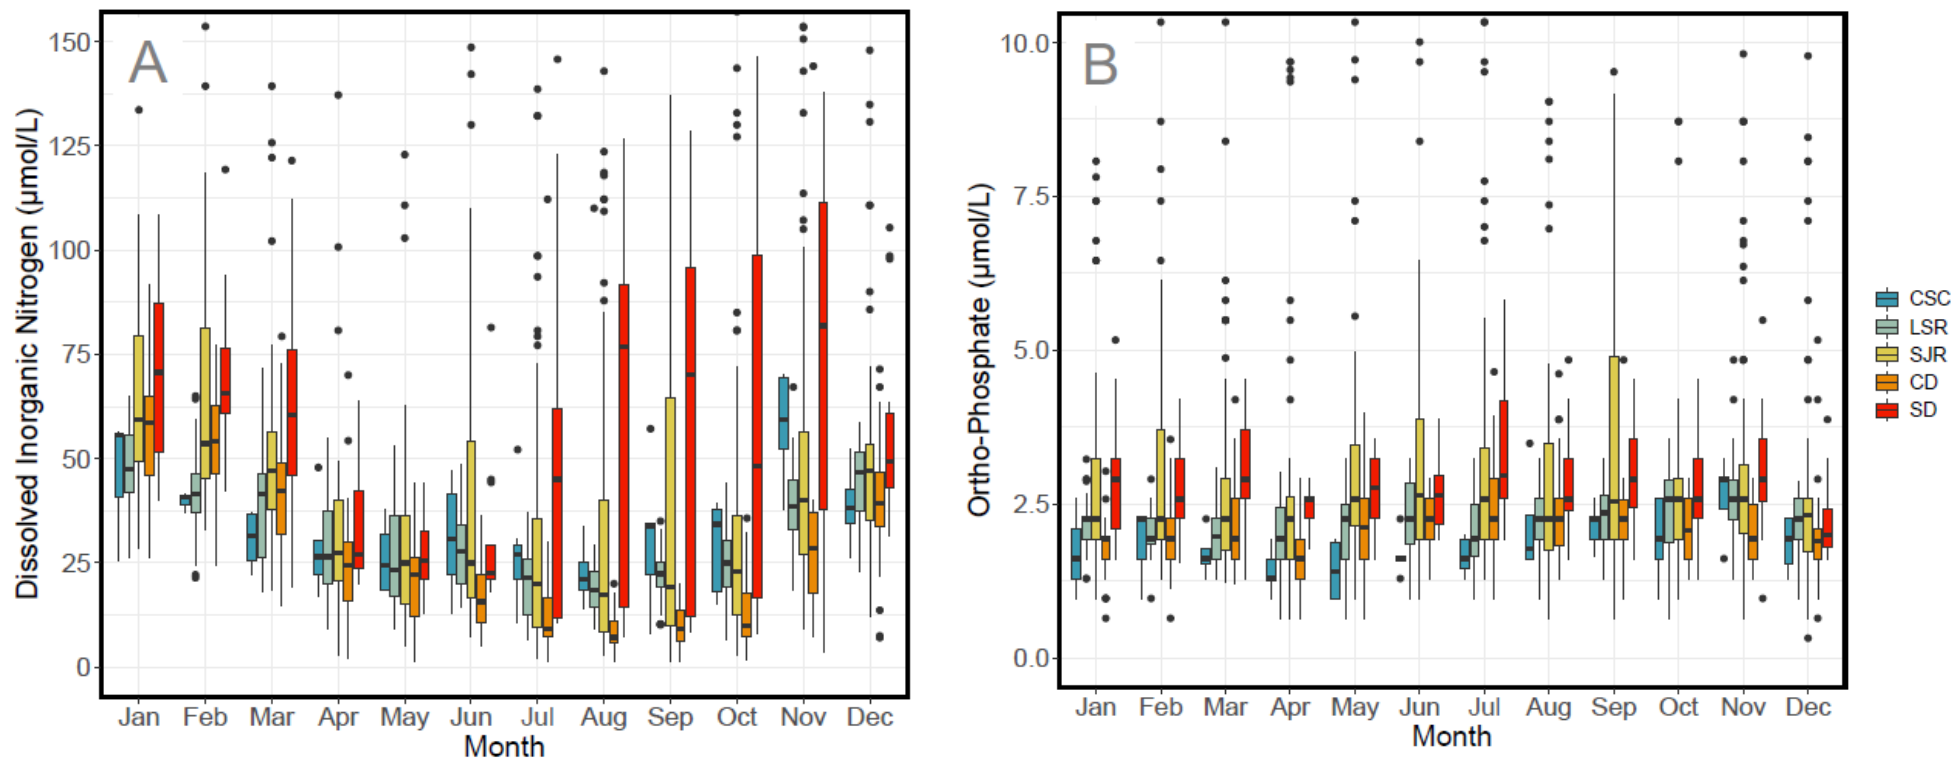 A
Dissolved Inorganic Nitrogen (μmol/L)
150
125
100
75
50
25
0
Jan Feb Mar Apr May Jun Jul Aug Sep Oct Nov Dec
Month
B
Ortho-Phosphate (μmol/L)
10.0
7.5
5.0
2.5
0.0
Jan Feb Mar Apr May Jun Jul Aug Sep Oct Nov Dec
Month
CSC
LSR
SJR
CD
SD